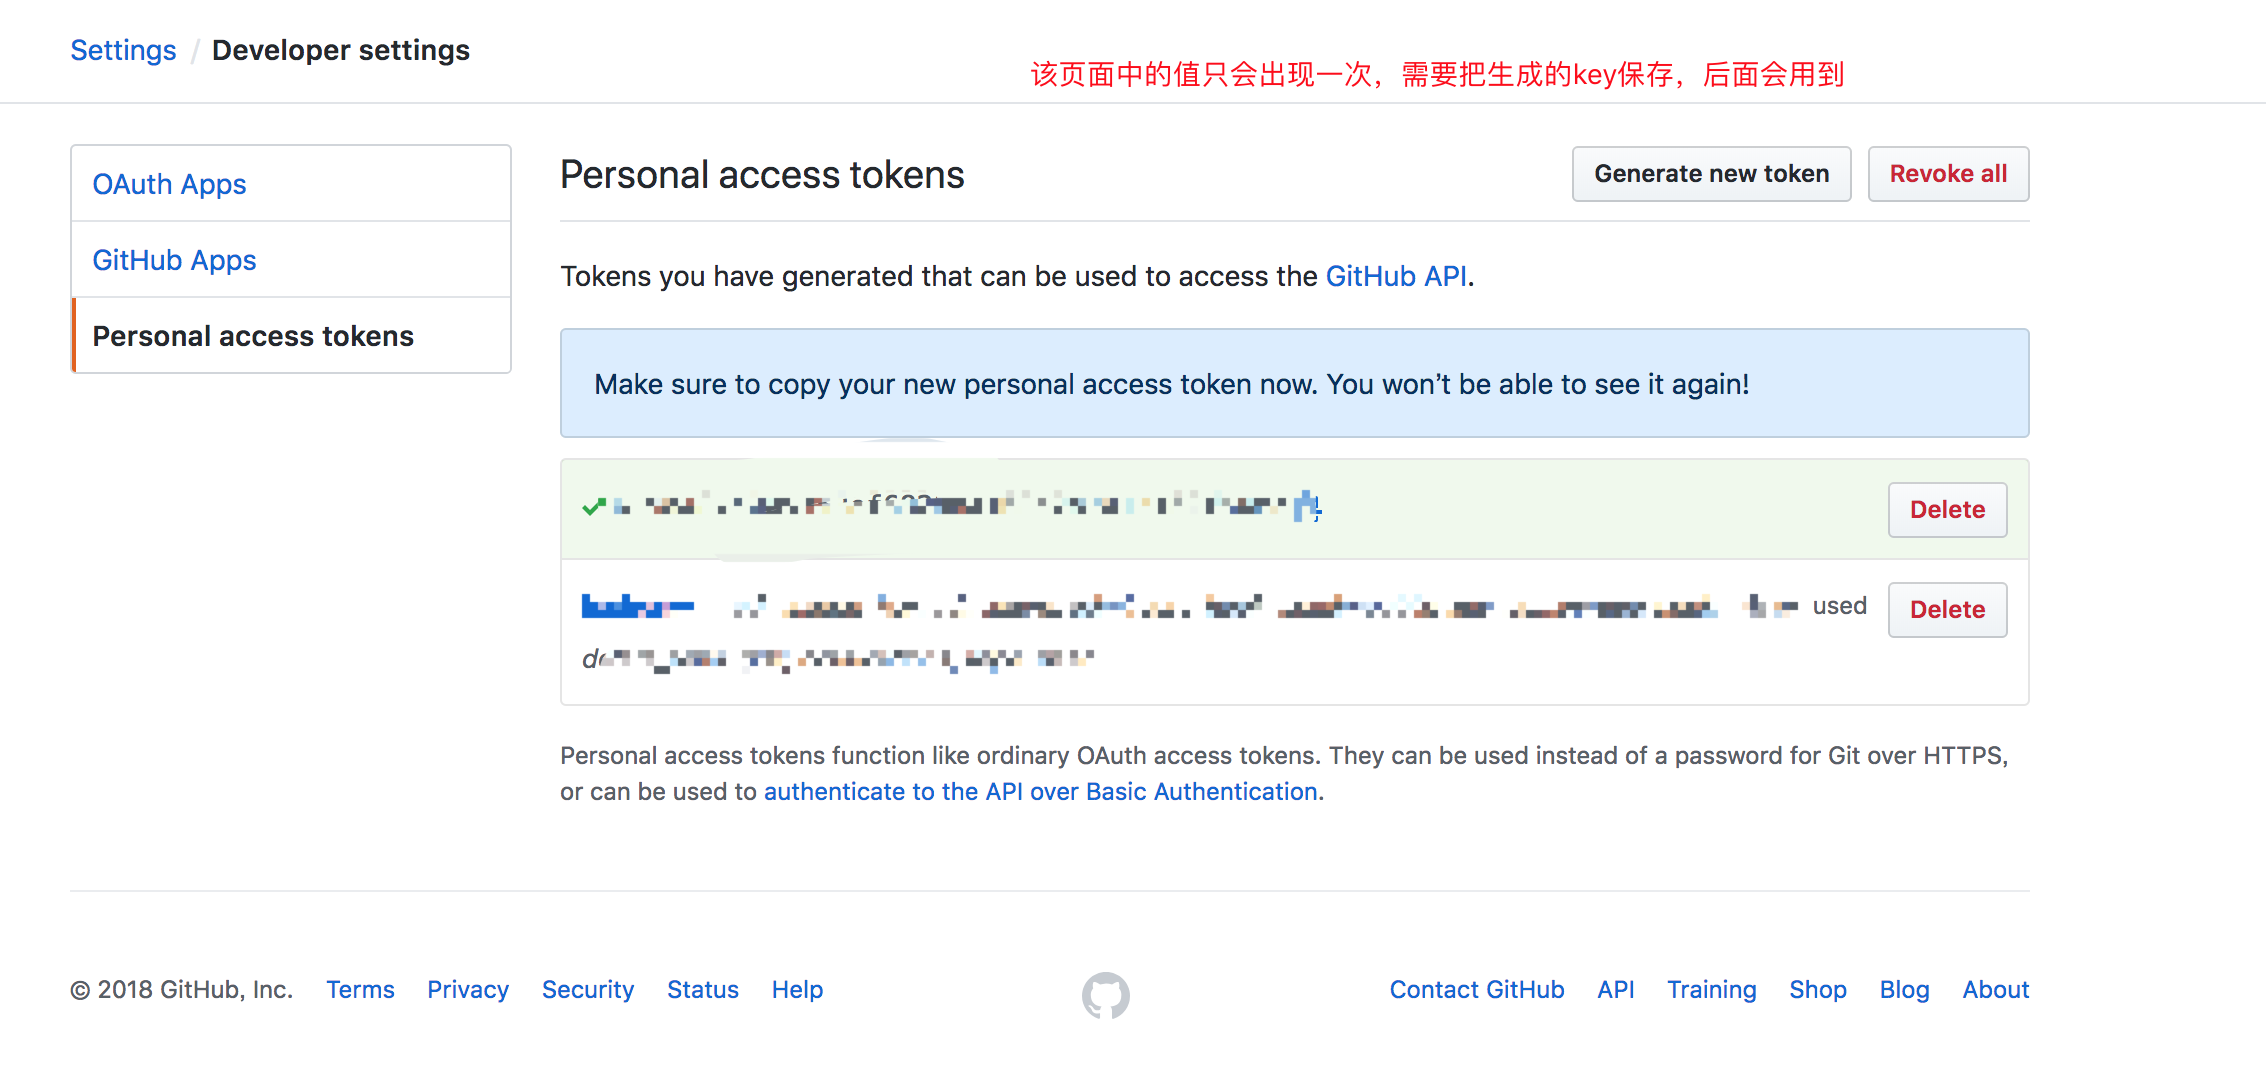 Settings / Developer settings
该页面中的值只会出现一次，需要把生成的key保存，后面会用到
OAuth Apps
GitHub Apps
Personal access tokens
Personal access tokens
Generate new token
Revoke all
Tokens you have generated that can be used to access the GitHub API.
Make sure to copy your new personal access token now. You won’t be able to see it again!
Delete
used
Delete
Personal access tokens function like ordinary OAuth access tokens. They can be used instead of a password for Git over HTTPS,
or can be used to authenticate to the API over Basic Authentication.
© 2018 GitHub, Inc. Terms Privacy Security Status Help
Contact GitHub API Training Shop Blog About